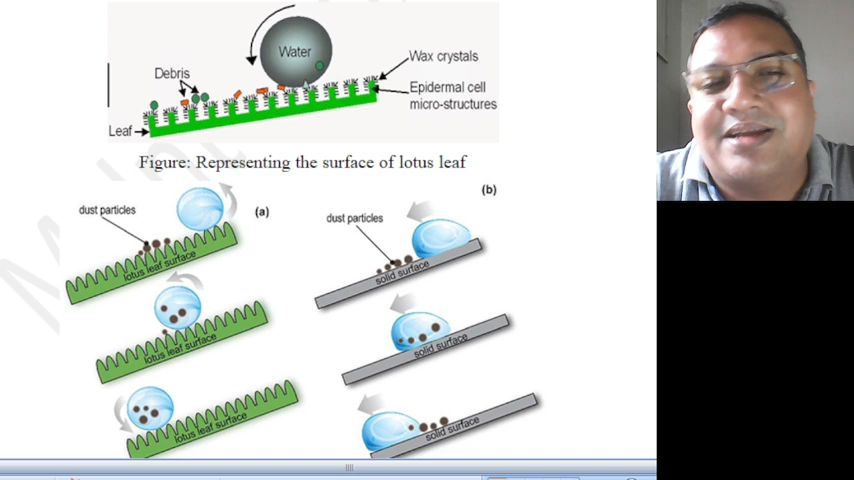 Water
Debris
Wax crystals
Epidermal cell
micro-structures
Leaf
Figure: Representing the surface of lotus leaf
dust particles
(a)
lotus leaf surface
lotus leaf surface
lotus leaf surface
(b)
dust particles
solid surface
solid surface
solid surface